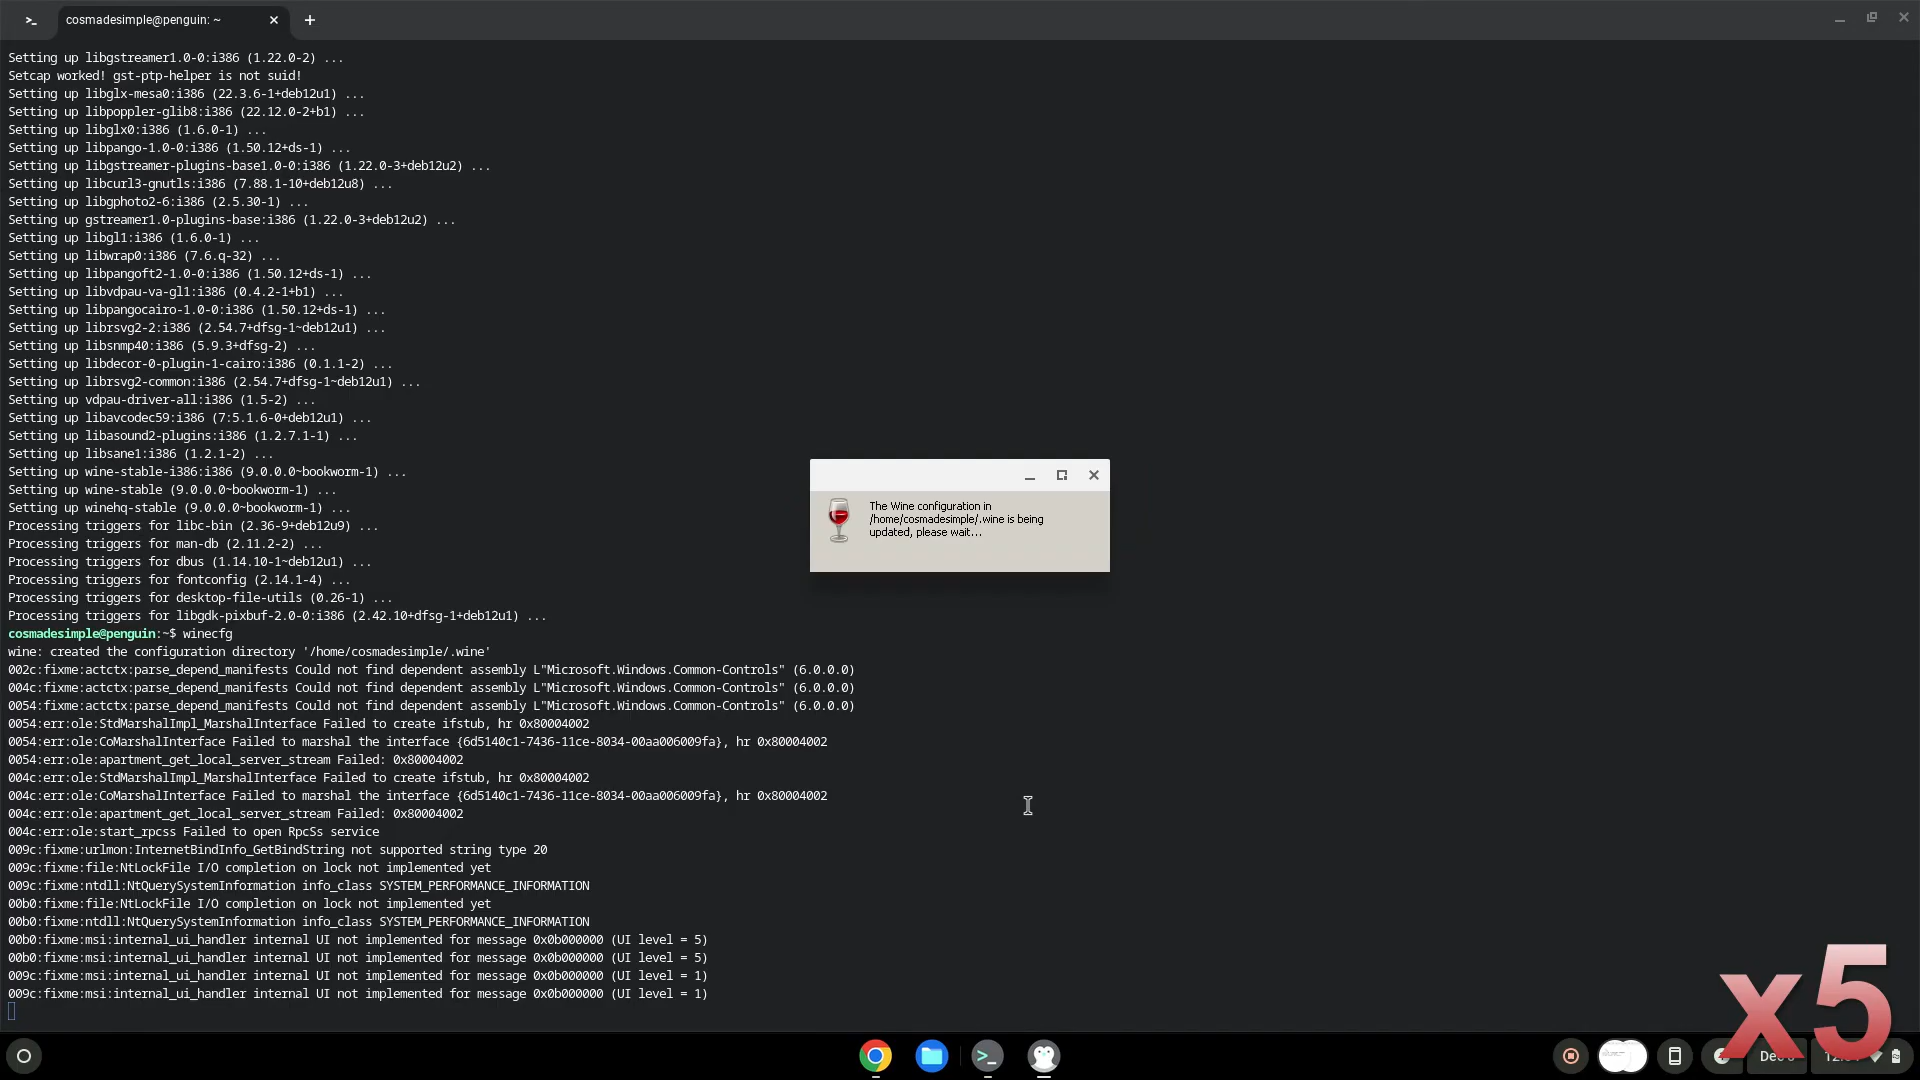 cosmadesimple@penguin: ~
Setting up libgstreamer1.0-0:i386 (1.22.0-2) ...
Setcap worked! gst-ptp-helper is not suid!
Setting up libglx-mesa0:i386 (22.3.6-1+deb12u1) ...
Setting up libpoppler-glib8:i386 (22.12.0-2+b1) ...
Setting up libglx0:i386 (1.6.0-1) ...
Setting up libpango-1.0-0:i386 (1.50.12+ds-1) ...
Setting up libgstreamer-plugins-base1.0-0:i386 (1.22.0-3+deb12u2) ...
Setting up libcurl3-gnutls:i386 (7.88.1-10+deb12u8) ...
Setting up libgphoto2-6:i386 (2.5.30-1) ...
Setting up gstreamer1.0-plugins-base:i386 (1.22.0-3+deb12u2) ...
Setting up libgl1:i386 (1.6.0-1) ...
Setting up libwrap0:i386 (7.6.q-32) ...
Setting up libpangoft2-1.0-0:i386 (1.50.12+ds-1) ...
Setting up libvdpau-va-gl1:i386 (0.4.2-1+b1) ...
Setting up libpangocairo-1.0-0:i386 (1.50.12+ds-1) ...
Setting up librsvg2-2:i386 (2.54.7+dfsg-1~deb12u1) ...
Setting up libsnmp40:i386 (5.9.3+dfsg-2) ...
Setting up libdecor-0-plugin-1-cairo:i386 (0.1.1-2) ...
Setting up librsvg2-common:i386 (2.54.7+dfsg-1~deb12u1) ...
Setting up vdpau-driver-all:i386 (1.5-2) ...
Setting up libavcodec59:i386 (7:5.1.6-0+deb12u1) ...
Setting up libasound2-plugins:i386 (1.2.7.1-1) ...
Setting up libsane1:i386 (1.2.1-2) ...
Setting up wine-stable-i386:i386 (9.0.0.0~bookworm-1) ...
Setting up wine-stable (9.0.0.0~bookworm-1) ...
Setting up winehq-stable (9.0.0.0~bookworm-1) ...
Processing triggers for libc-bin (2.36-9+deb12u9) ...
Processing triggers for man-db (2.11.2-2) ...
Processing triggers for dbus (1.14.10-1~deb12u1) ...
Processing triggers for fontconfig (2.14.1-4) ...
Processing triggers for desktop-file-utils (0.26-1) ...
Processing triggers for libgdk-pixbuf-2.0-0:i386 (2.42.10+dfsg-1+deb12u1) ...
cosmadesimple@penguin:~$ winecfg
wine: created the configuration directory '/home/cosmadesimple/.wine'
002c:fixme:actctx:parse_depend_manifests Could not find dependent assembly L"Microsoft.Windows.Common-Controls" (6.0.0.0)
004c:fixme:actctx:parse_depend_manifests Could not find dependent assembly L"Microsoft.Windows.Common-Controls" (6.0.0.0)
0054:fixme:actctx:parse_depend_manifests Could not find dependent assembly L"Microsoft.Windows.Common-Controls" (6.0.0.0)
0054:err:ole:StdMarshalImpl_MarshalInterface Failed to create ifstub, hr 0x80004002
0054:err:ole:CoMarshalInterface Failed to marshal the interface {6d5140c1-7436-11ce-8034-00aa006009fa}, hr 0x80004002
0054:err:ole:apartment_get_local_server_stream Failed: 0x80004002
004c:err:ole:StdMarshalImpl_MarshalInterface Failed to create ifstub, hr 0x80004002
004c:err:ole:CoMarshalInterface Failed to marshal the interface {6d5140c1-7436-11ce-8034-00aa006009fa}, hr 0x80004002
004c:err:ole:apartment_get_local_server_stream Failed: 0x80004002
004c:err:ole:start_rpcss Failed to open RpcSs service
009c:fixme:urlmon:InternetBindInfo_GetBindString not supported string type 20
009c:fixme:file:NtLockFile I/O completion on lock not implemented yet
009c:fixme:ntdll:NtQuerySystemInformation info_class SYSTEM_PERFORMANCE_INFORMATION
00b0:fixme:file:NtLockFile I/O completion on lock not implemented yet
00b0:fixme:ntdll:NtQuerySystemInformation info_class SYSTEM_PERFORMANCE_INFORMATION
00b0:fixme:msi:internal_ui_handler internal UI not implemented for message 0x0b000000 (UI level = 5)
00b0:fixme:msi:internal_ui_handler internal UI not implemented for message 0x0b000000 (UI level = 5)
009c:fixme:msi:internal_ui_handler internal UI not implemented for message 0x0b000000 (UI level = 1)
009c:fixme:msi:internal_ui_handler internal UI not implemented for message 0x0b000000 (UI level = 1)
The Wine configuration in
/home/cosmadesimple/.wine is being
updated, please wait...
x5
Dec